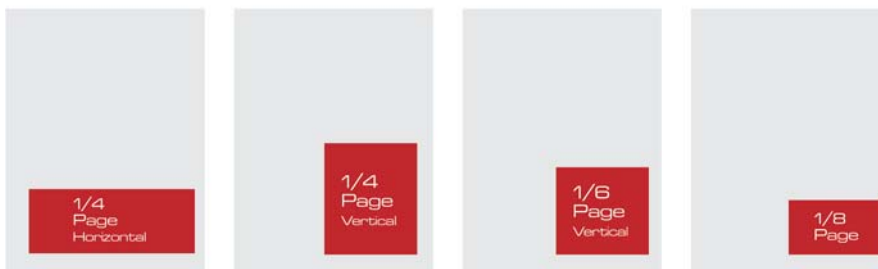 1/4
Page
Horizontal
1/4
Page
Vertical
1/6
Page
Vertical
1/8
Page